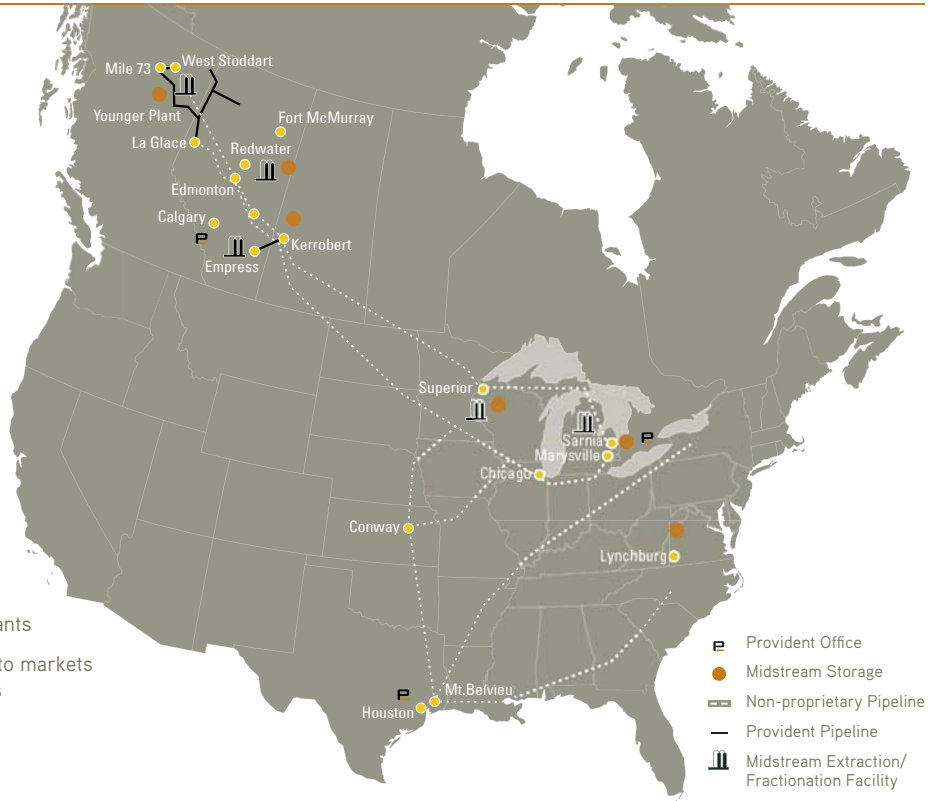 Mile 73
West Stoddart
Younger Plant
Fort McMurray
La Glace
Redwater
Edmonton
Calgary
Kerrobert
Empress
Superior
Sarnia
Marysville
Chicago
Conway
Lynchburg
Mt.Belvieu
Houston
to markets
Provident Office
Midstream Storage
Non-proprietary Pipeline
Provident Pipeline
Midstream Extraction/
Fractionation Facility